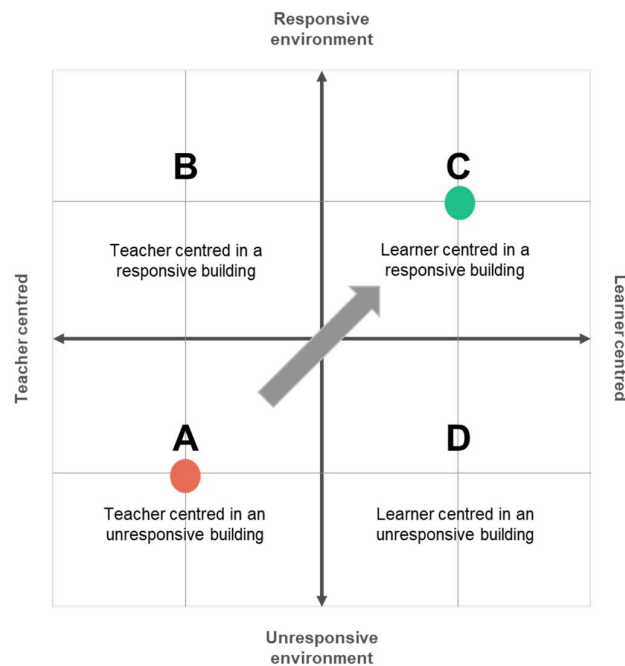 Responsive
environment
B
C
Teacher centred in a
responsive building
Learner centred in a
responsive building
Teacher centred
Learner centred
A
D
Teacher centred in an
unresponsive building
Learner centred in an
unresponsive building
Unresponsive
environment